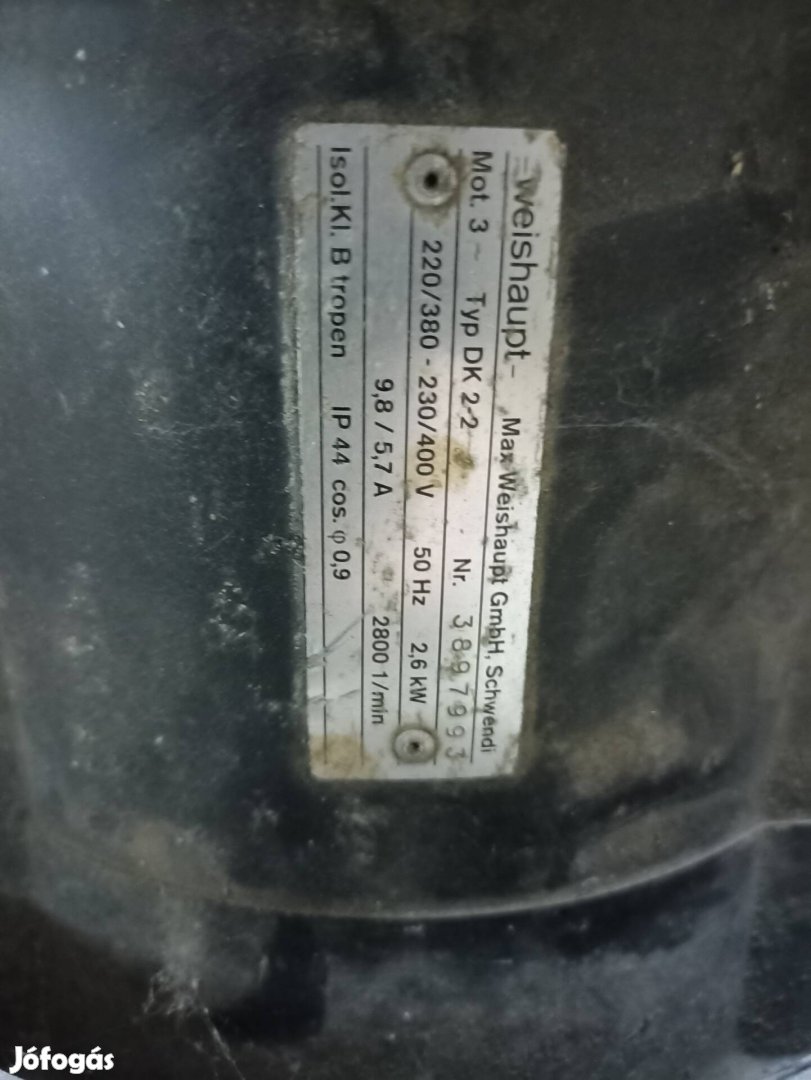 -weishaupt- Max Weishaupt GmbH, Schwendi
Mot. 3 ~ Typ DK 2-2 Nr. 3897993
220/380 - 230/400 V 50 Hz 2,6 kW
9,8 / 5,7 A 2800 1/min
Isol.Kl. B tropen IP 44 cos. φ 0,9
Jófogás